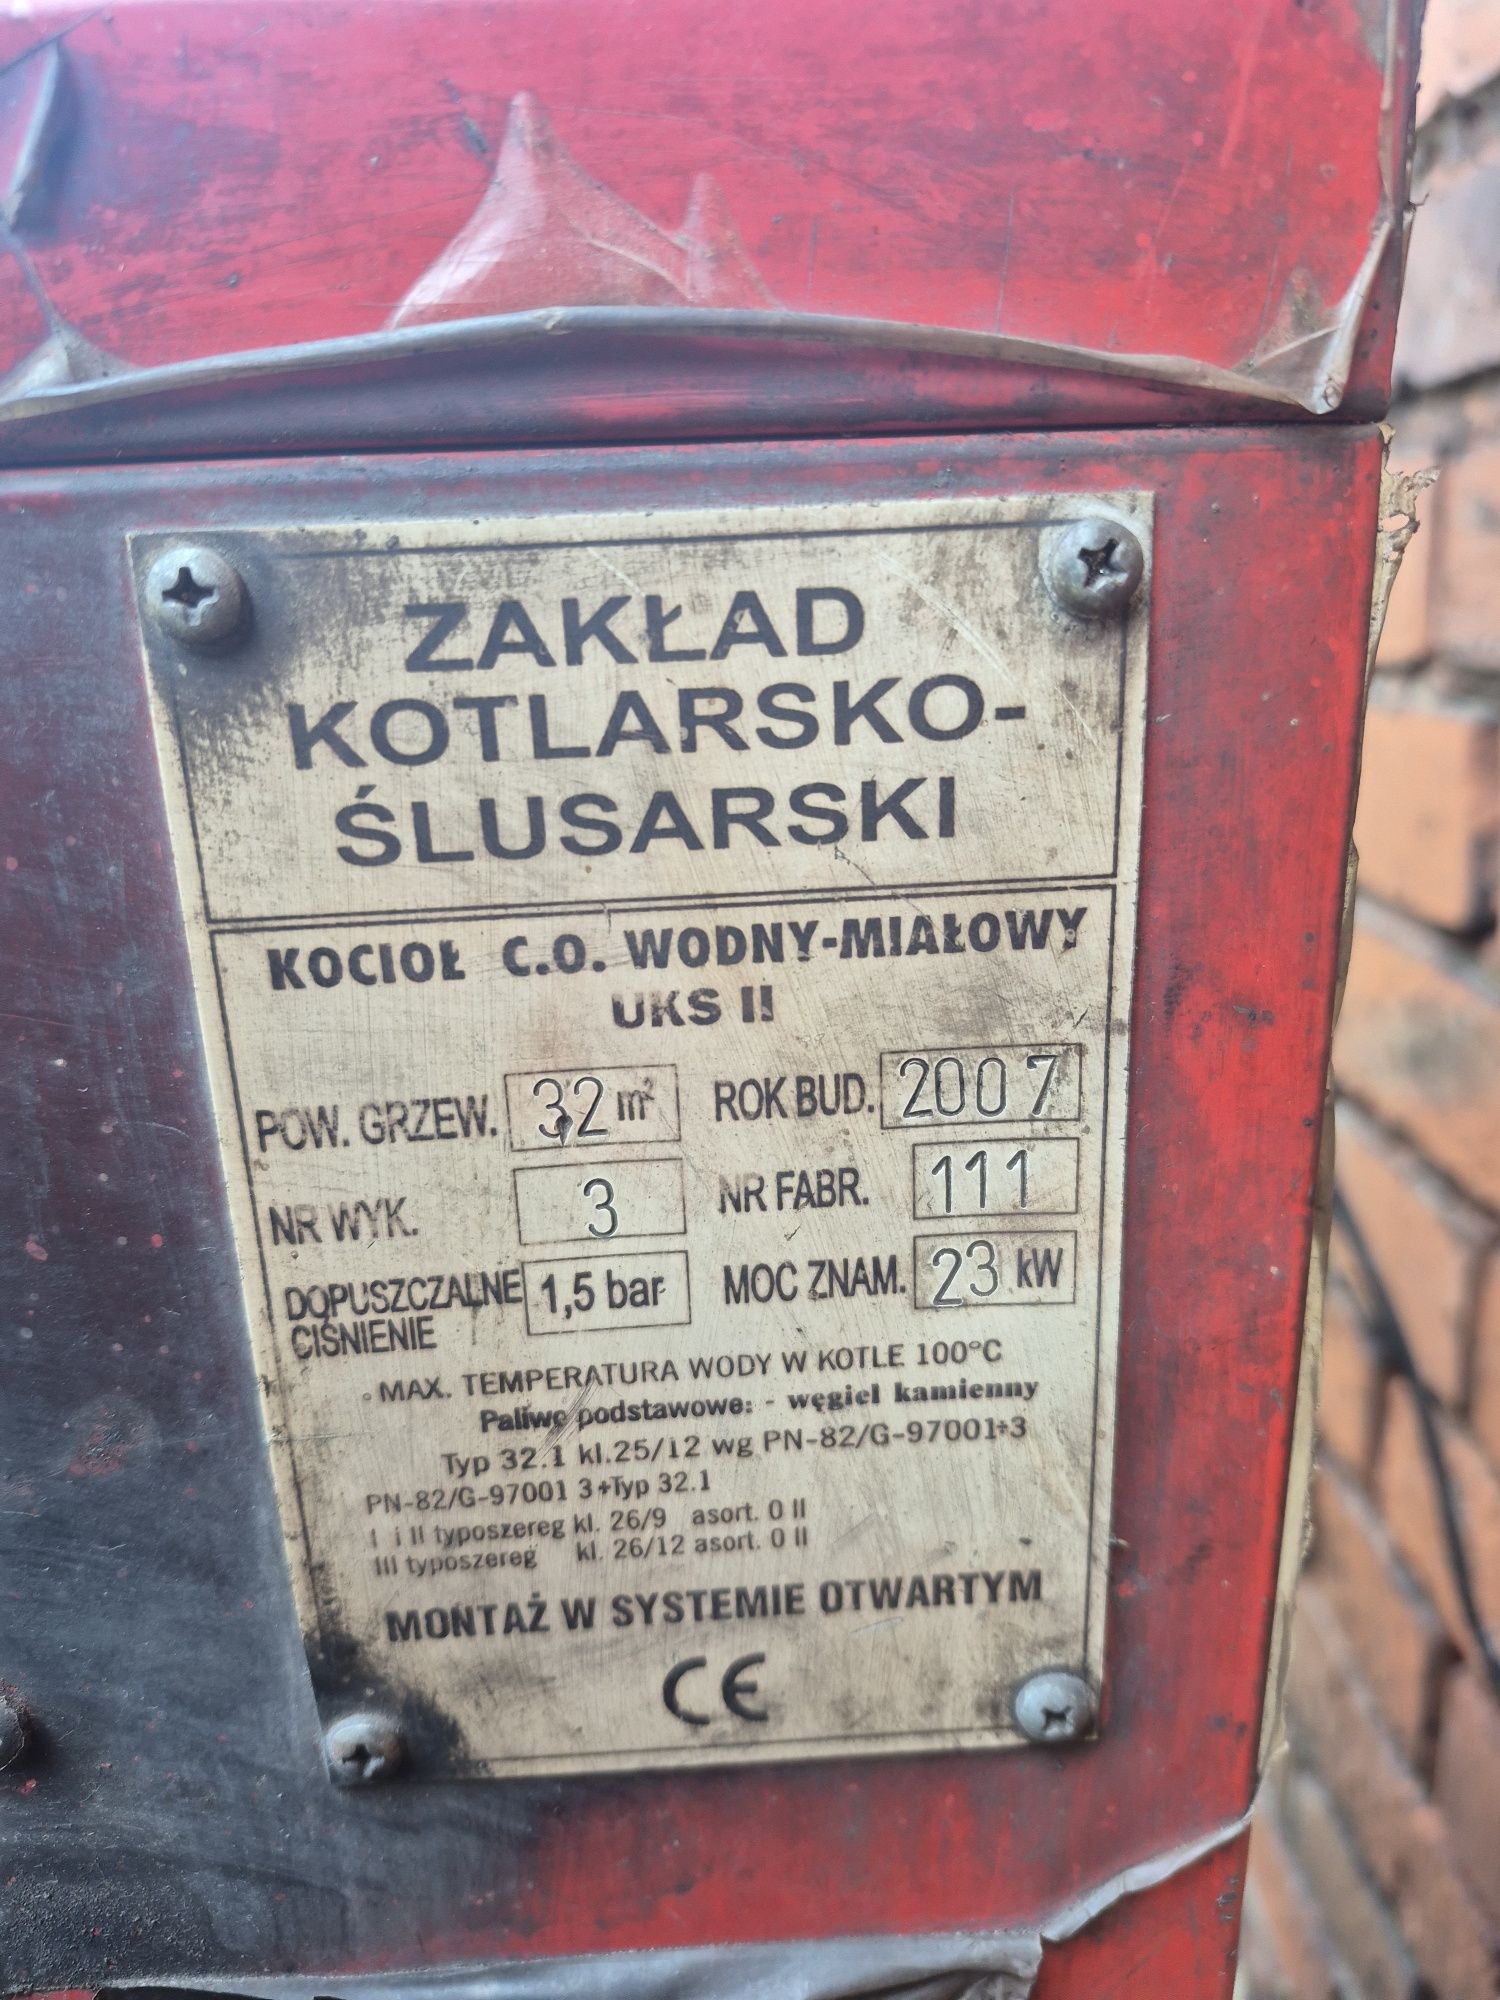 ZAKŁAD
KOTLARSKO-
ŚLUSARSKI
KOCIOŁ C.O. WODNY-MIAŁOWY
UKS II
POW. GRZEW. 32 m² ROK BUD. 2007
NR WYK. 3 NR FABR. 111
DOPUSZCZALNE CIŚNIENIE 1,5 bar MOC ZNAM. 23 kW
MAX. TEMPERATURA WODY W KOTLE 100°C
Paliwo podstawowe: - węgiel kamienny
Typ 32.1 kl.25/12 wg PN-82/G-97001÷3
PN-82/G-97001 3÷Typ 32.1
I i II typoszereg kl. 26/9 asort. 0 II
III typoszereg kl. 26/12 asort. 0 II
MONTAŻ W SYSTEMIE OTWARTYM
CE